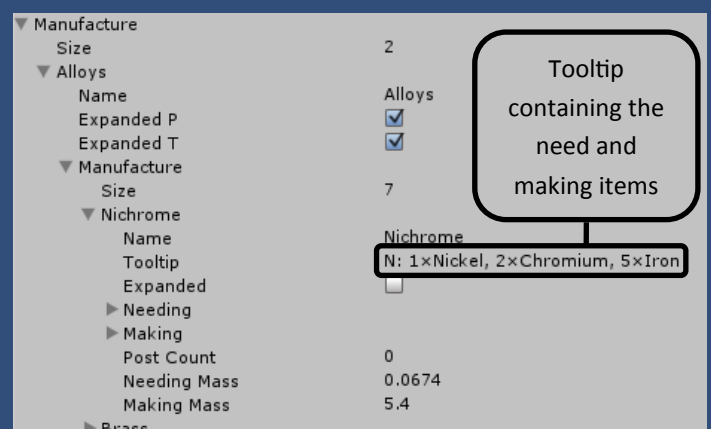 Manufacture
Size 2
Alloys
Name Alloys
Expanded P
Expanded T
Manufacture
Size 7
Nichrome
Name Nichrome
Tooltip N: 1×Nickel, 2×Chromium, 5×Iron
Expanded
Needing
Making
Post Count 0
Needing Mass 0.0674
Making Mass 5.4
Brass
Tooltip
containing the
need and
making items